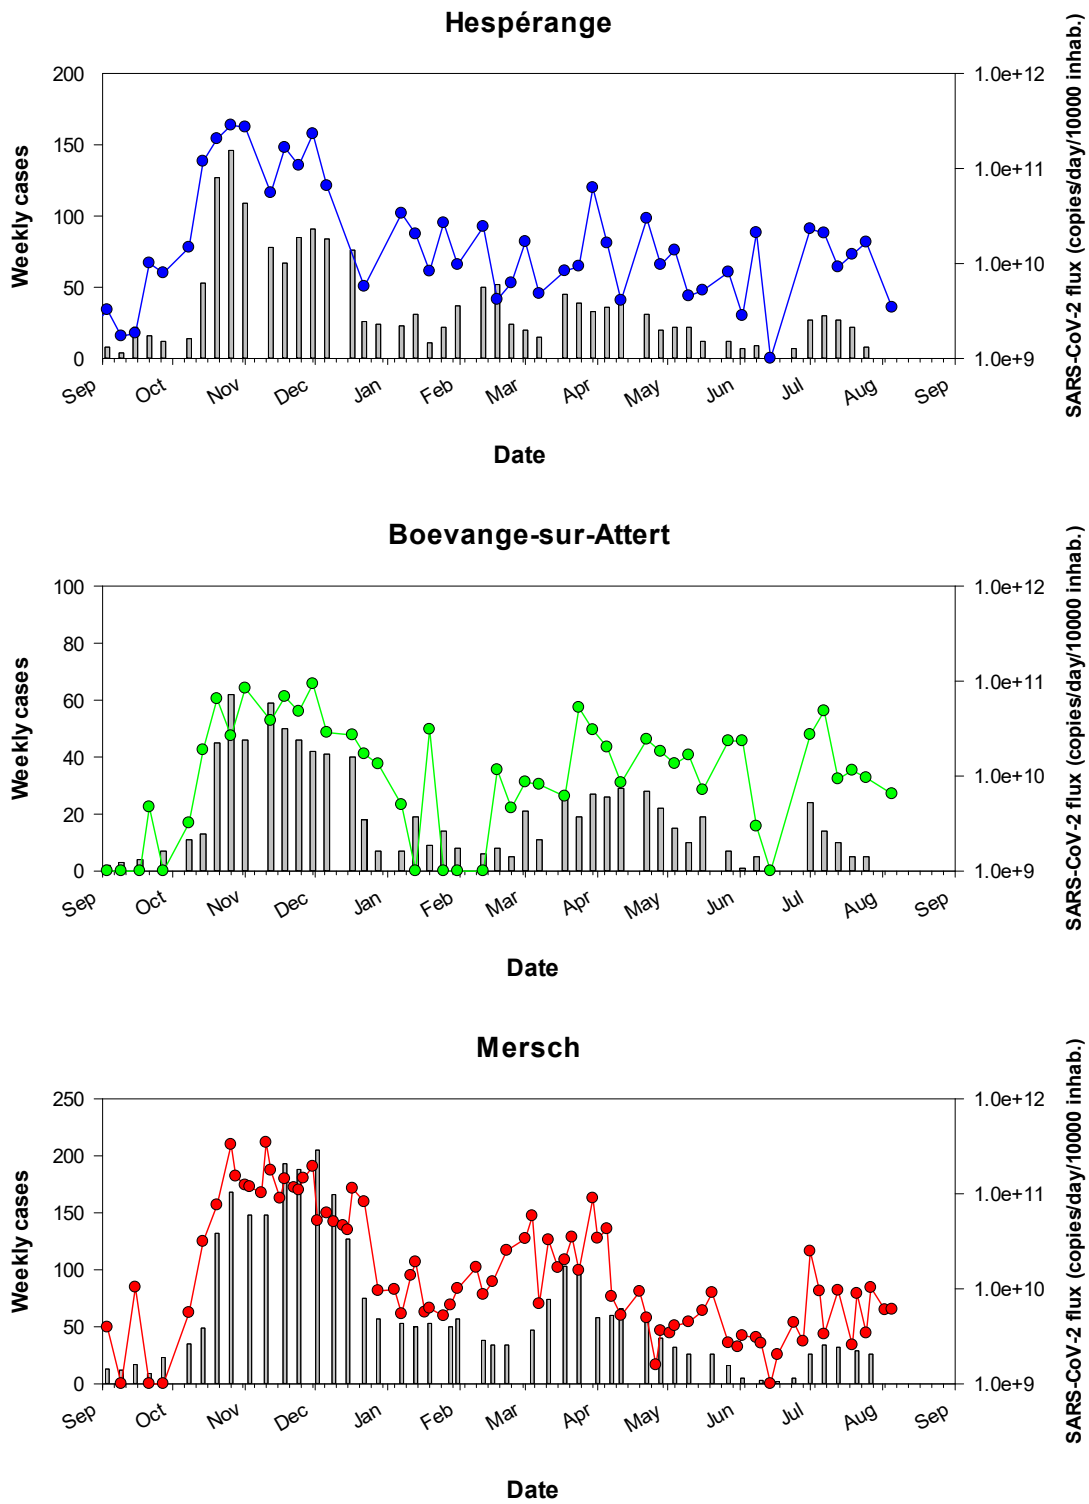 Hespérange
200
150
100
50
0
Weekly cases
1.0e+12
1.0e+11
1.0e+10
1.0e+9
SARS-CoV-2 flux (copies/day/10000 inhab.)
Sep Oct Nov Dec Jan Feb Mar Apr May Jun Jul Aug Sep
Date
Boevange-sur-Attert
100
80
60
40
20
0
Weekly cases
1.0e+12
1.0e+11
1.0e+10
1.0e+9
SARS-CoV-2 flux (copies/day/10000 inhab.)
Sep Oct Nov Dec Jan Feb Mar Apr May Jun Jul Aug Sep
Date
Mersch
250
200
150
100
50
0
Weekly cases
1.0e+12
1.0e+11
1.0e+10
1.0e+9
SARS-CoV-2 flux (copies/day/10000 inhab.)
Sep Oct Nov Dec Jan Feb Mar Apr May Jun Jul Aug Sep
Date